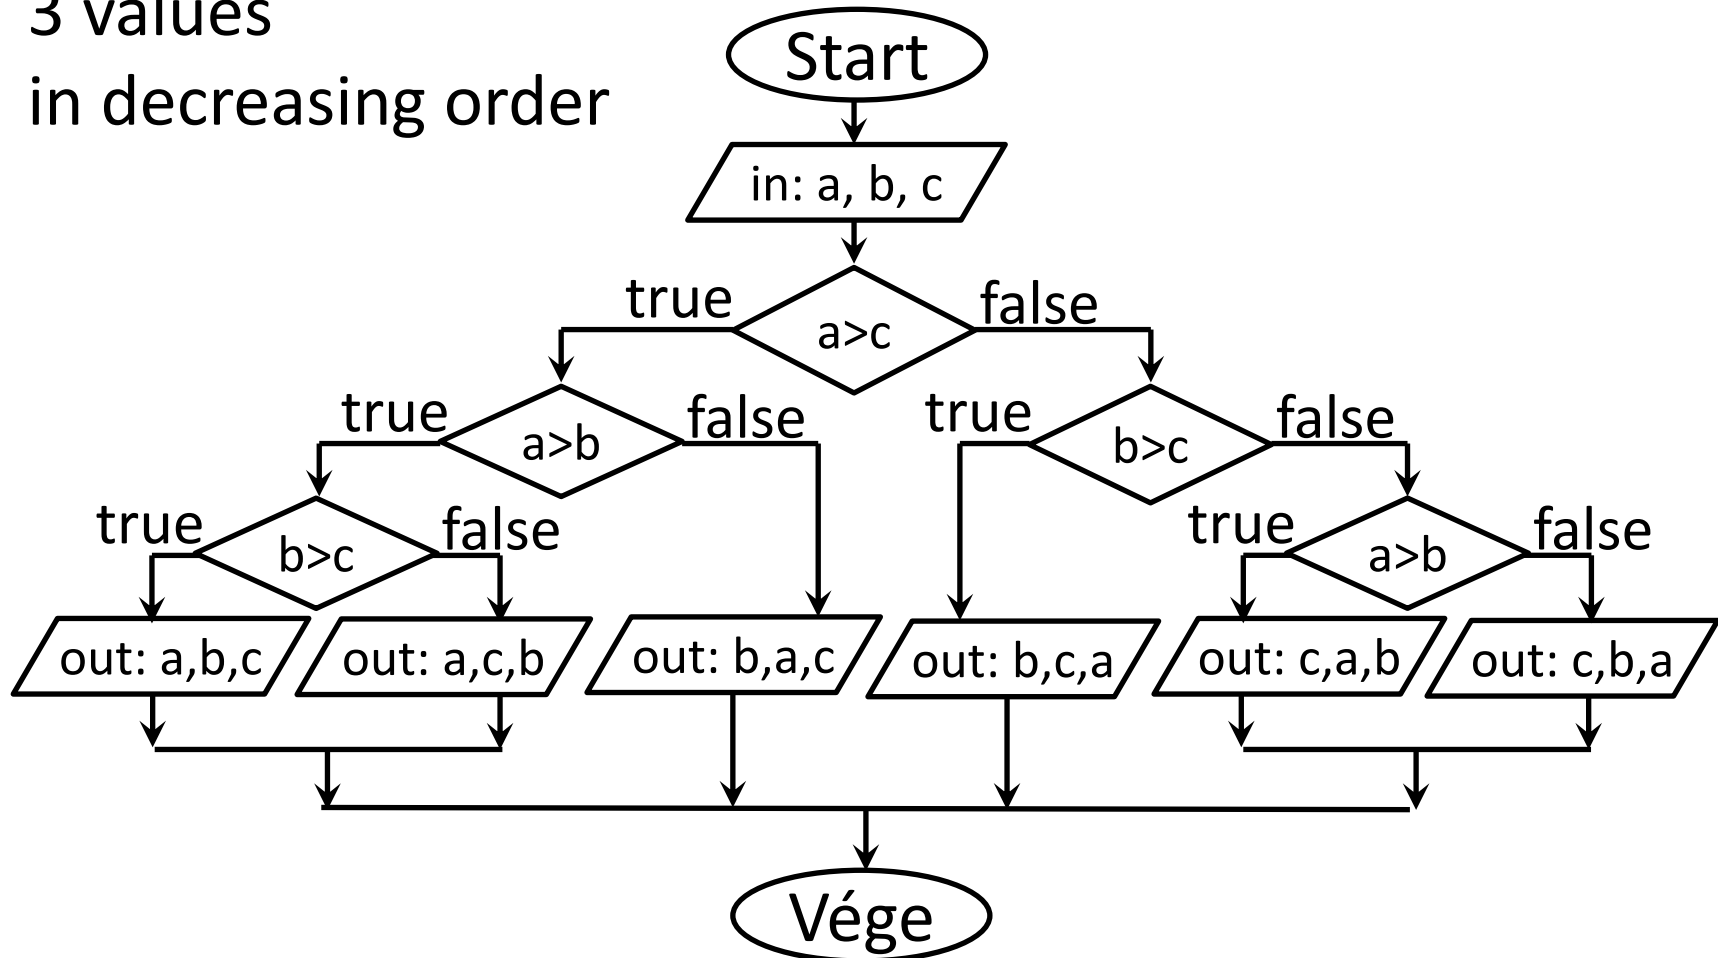 3 values
in decreasing order
Start
in: a, b, c
true
a>c
false
true
a>b
false
true
b>c
false
true
b>c
false
true
a>b
false
out: a,b,c
out: a,c,b
out: b,a,c
out: b,c,a
out: c,a,b
out: c,b,a
Vége